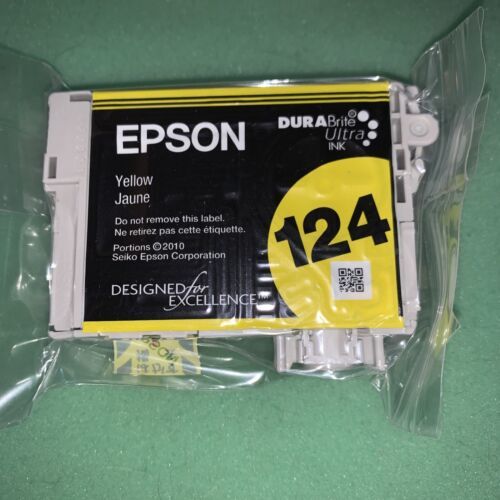 EPSON
DURABrite®
Ultra
INK
Yellow
Jaune
Do not remove this label.
Ne retirez pas cette étiquette.
Portions ©2010
Seiko Epson Corporation
124
DESIGNED for
EXCELLENCE™